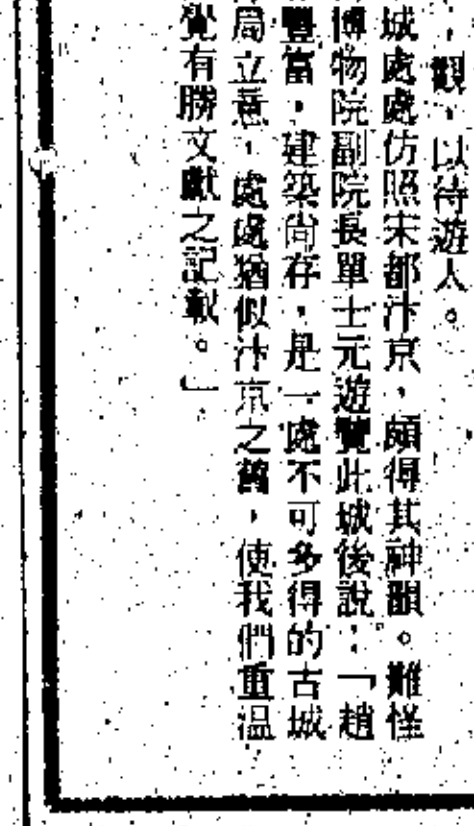 ，觀，以待遊人。
城處處仿照宋都汴京，頗得其神韻。難怪
博物院副院長單士元遊覽此城後說：「趙
豐富，建築尚存，是一處不可多得的古城
局立意，處處猶似汴京之舊，使我們重溫
覺有勝文獻之記載。」